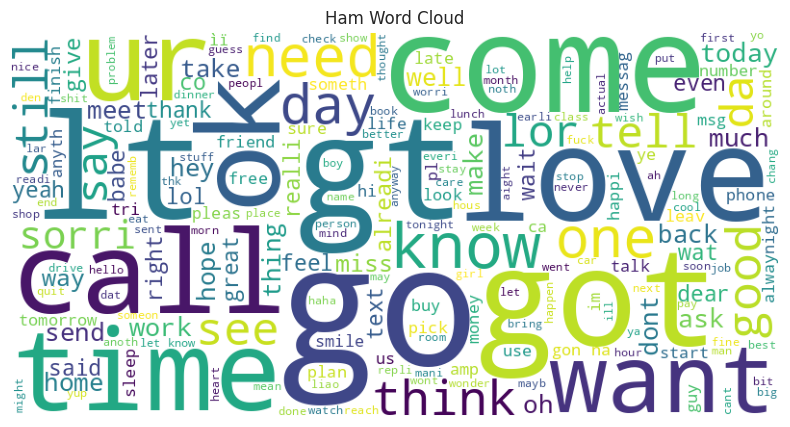 Ham Word Cloud
lt
gt
ok
ur
come
love
call
go
got
time
want
know
need
day
think
good
da
one
still
see
sorri
lor
tell
today
take
well
home
work
send
back
say
way
meet
thank
co
later
give
ì ï
guess
find
check
show
thought
late
someth
peopl
worri
lot
month
noth
help
put
first
yo
messag
number
even
around
nice
problem
finish
den
shit
told
yet
dinner
friend
sure
book
life
better
keep
lunch
earli
class
wish
msg
much
actual
anyth
lar
readi
yeah
babe
hey
stuff
thk
lol
free
realli
boy
hi
everi
stay
pl
make
wait
fuck
ye
happi
phone
chang
shop
end
rememb
eat
tri
pleas
name
anyway
alreadi
look
care
hous
aight
stop
never
ah
leav
long
cool
sent
place
person
mind
tonight
week
ca
wat
alway
night
morn
right
hope
great
thing
feel
miss
may
girl
went
car
talk
soon
job
drive
hello
quit
dat
haha
text
buy
pick
room
money
let
bring
happen
im
ill
next
dear
pay
ask
dont
tomorrow
someon
anoth
let know
smile
us
use
gon na
hour
ya
start
fine
man
best
said
might
yup
sleep
heart
mean
plan
liao
repli
mani
wont
amp
wonder
mayb
guy
cant
bit
big
done
watch
reach
oh